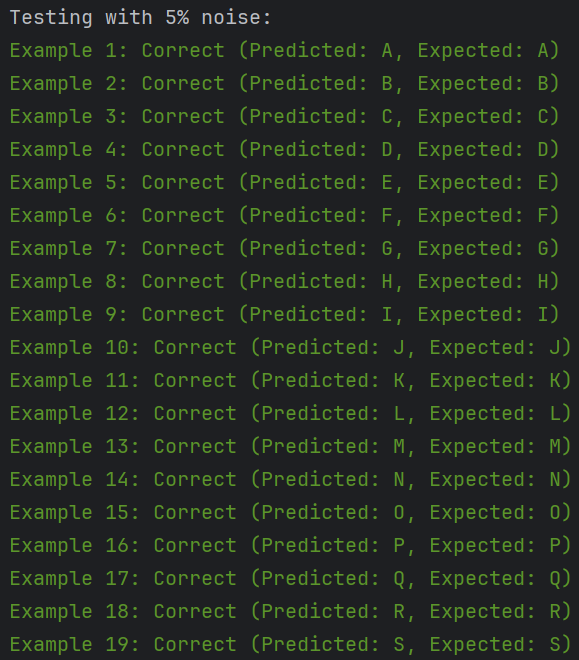 Testing with 5% noise:
Example 1: Correct (Predicted: A, Expected: A)
Example 2: Correct (Predicted: B, Expected: B)
Example 3: Correct (Predicted: C, Expected: C)
Example 4: Correct (Predicted: D, Expected: D)
Example 5: Correct (Predicted: E, Expected: E)
Example 6: Correct (Predicted: F, Expected: F)
Example 7: Correct (Predicted: G, Expected: G)
Example 8: Correct (Predicted: H, Expected: H)
Example 9: Correct (Predicted: I, Expected: I)
Example 10: Correct (Predicted: J, Expected: J)
Example 11: Correct (Predicted: K, Expected: K)
Example 12: Correct (Predicted: L, Expected: L)
Example 13: Correct (Predicted: M, Expected: M)
Example 14: Correct (Predicted: N, Expected: N)
Example 15: Correct (Predicted: O, Expected: O)
Example 16: Correct (Predicted: P, Expected: P)
Example 17: Correct (Predicted: Q, Expected: Q)
Example 18: Correct (Predicted: R, Expected: R)
Example 19: Correct (Predicted: S, Expected: S)